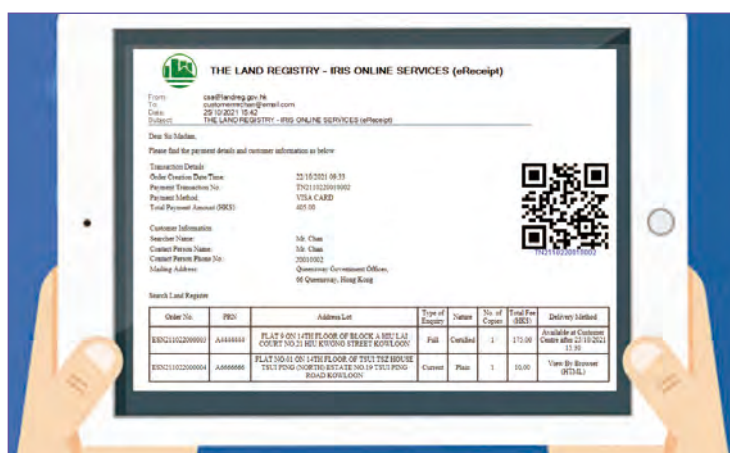 THE LAND REGISTRY - IRIS ONLINE SERVICES (eReceipt)
From: csa@landreg.gov.hk
To: customermrchan@email.com
Date: 25/10/2021 15:42
Subject: THE LAND REGISTRY - IRIS ONLINE SERVICES (eReceipt)
Dear Sir/Madam,
Please find the payment details and customer information as below
Transaction Details
Order Creation Date/Time: 22/10/2021 09:33
Payment Transaction No.: TN2110220010002
Payment Method: VISA CARD
Total Payment Amount (HK$): 405.00
Customer Information
Searcher Name: Mr. Chan
Contact Person Name: Mr. Chan
Contact Person Phone No.: 20010002
Mailing Address: Queensway Government Offices,
66 Queensway, Hong Kong
TN2110220010002
Search Land Register
Order No. PRN Address/Lot Type of Enquiry Nature No. of Copies Total Fee (HK$) Delivery Method
A4444444 FLAT 9 ON 14TH FLOOR OF BLOCK A HIU LAI COURT NO.21 HIU KWONG STREET KOWLOON Full Certified 1 175.00 Available at Customer Centre after 22/10/2021 15:30
A6666666 FLAT NO.01 ON 14TH FLOOR OF TSUI TSZ HOUSE TSUI PING (NORTH) ESTATE NO.19 TSUI PING ROAD KOWLOON Current Plain 1 10.00 View By Browser (HTML)